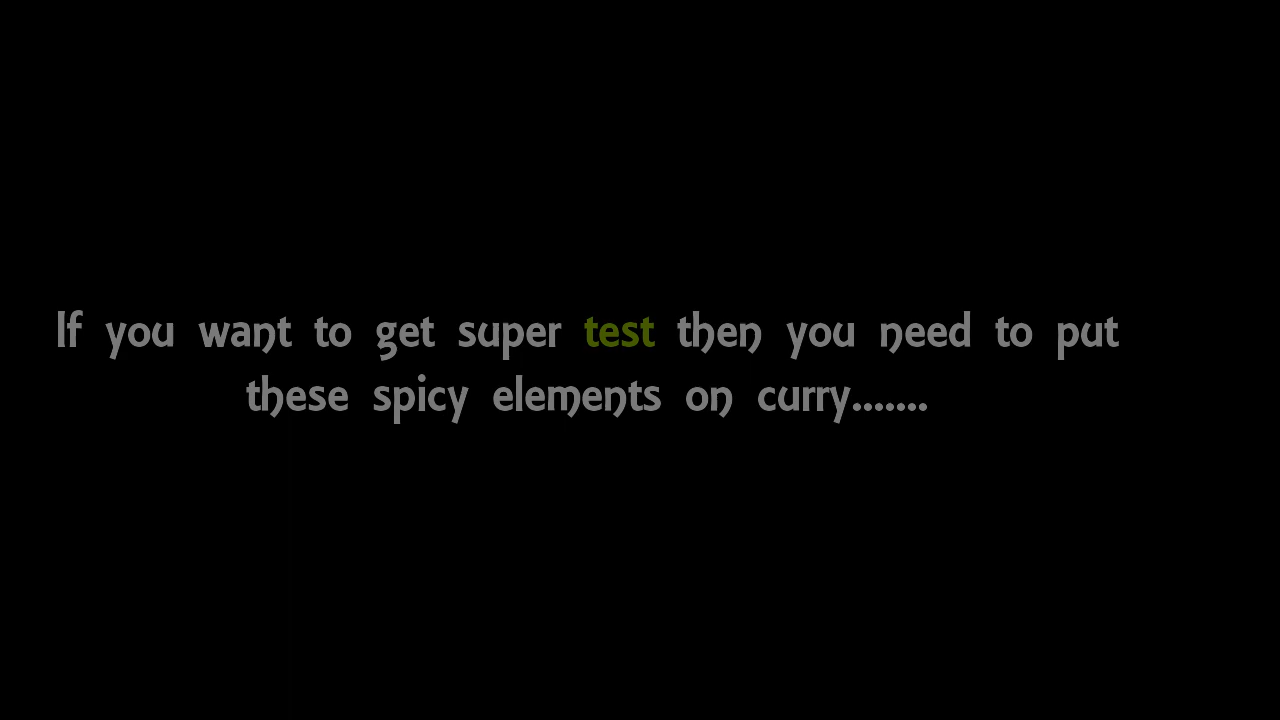 If you want to get super test then you need to put
these spicy elements on curry.......